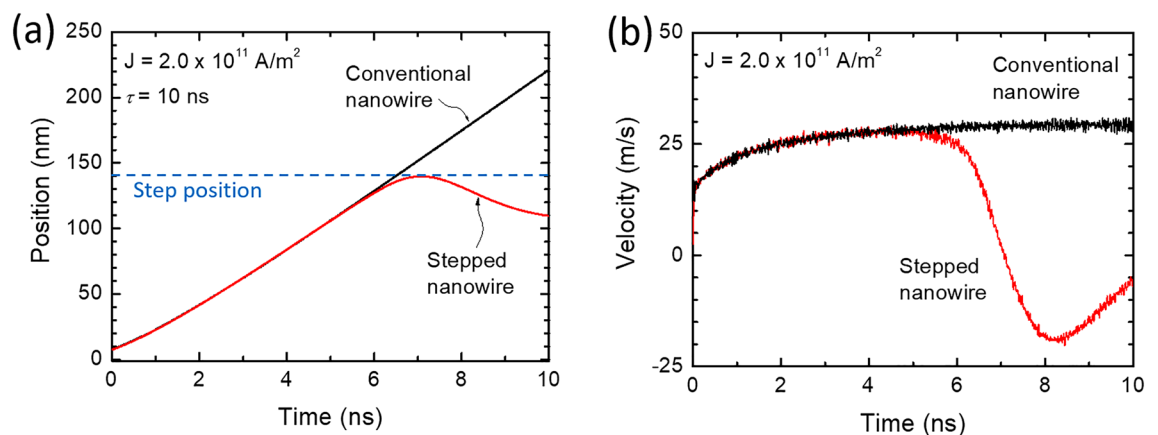 (a)
250
200
150
100
50
0
Position (nm)
J = 2.0 x 10¹¹ A/m²
τ = 10 ns
Conventional
nanowire
Step position
Stepped
nanowire
0 2 4 6 8 10
Time (ns)
(b)
50
25
0
-25
Velocity (m/s)
J = 2.0 x 10¹¹ A/m²
Conventional
nanowire
Stepped
nanowire
0 2 4 6 8 10
Time (ns)